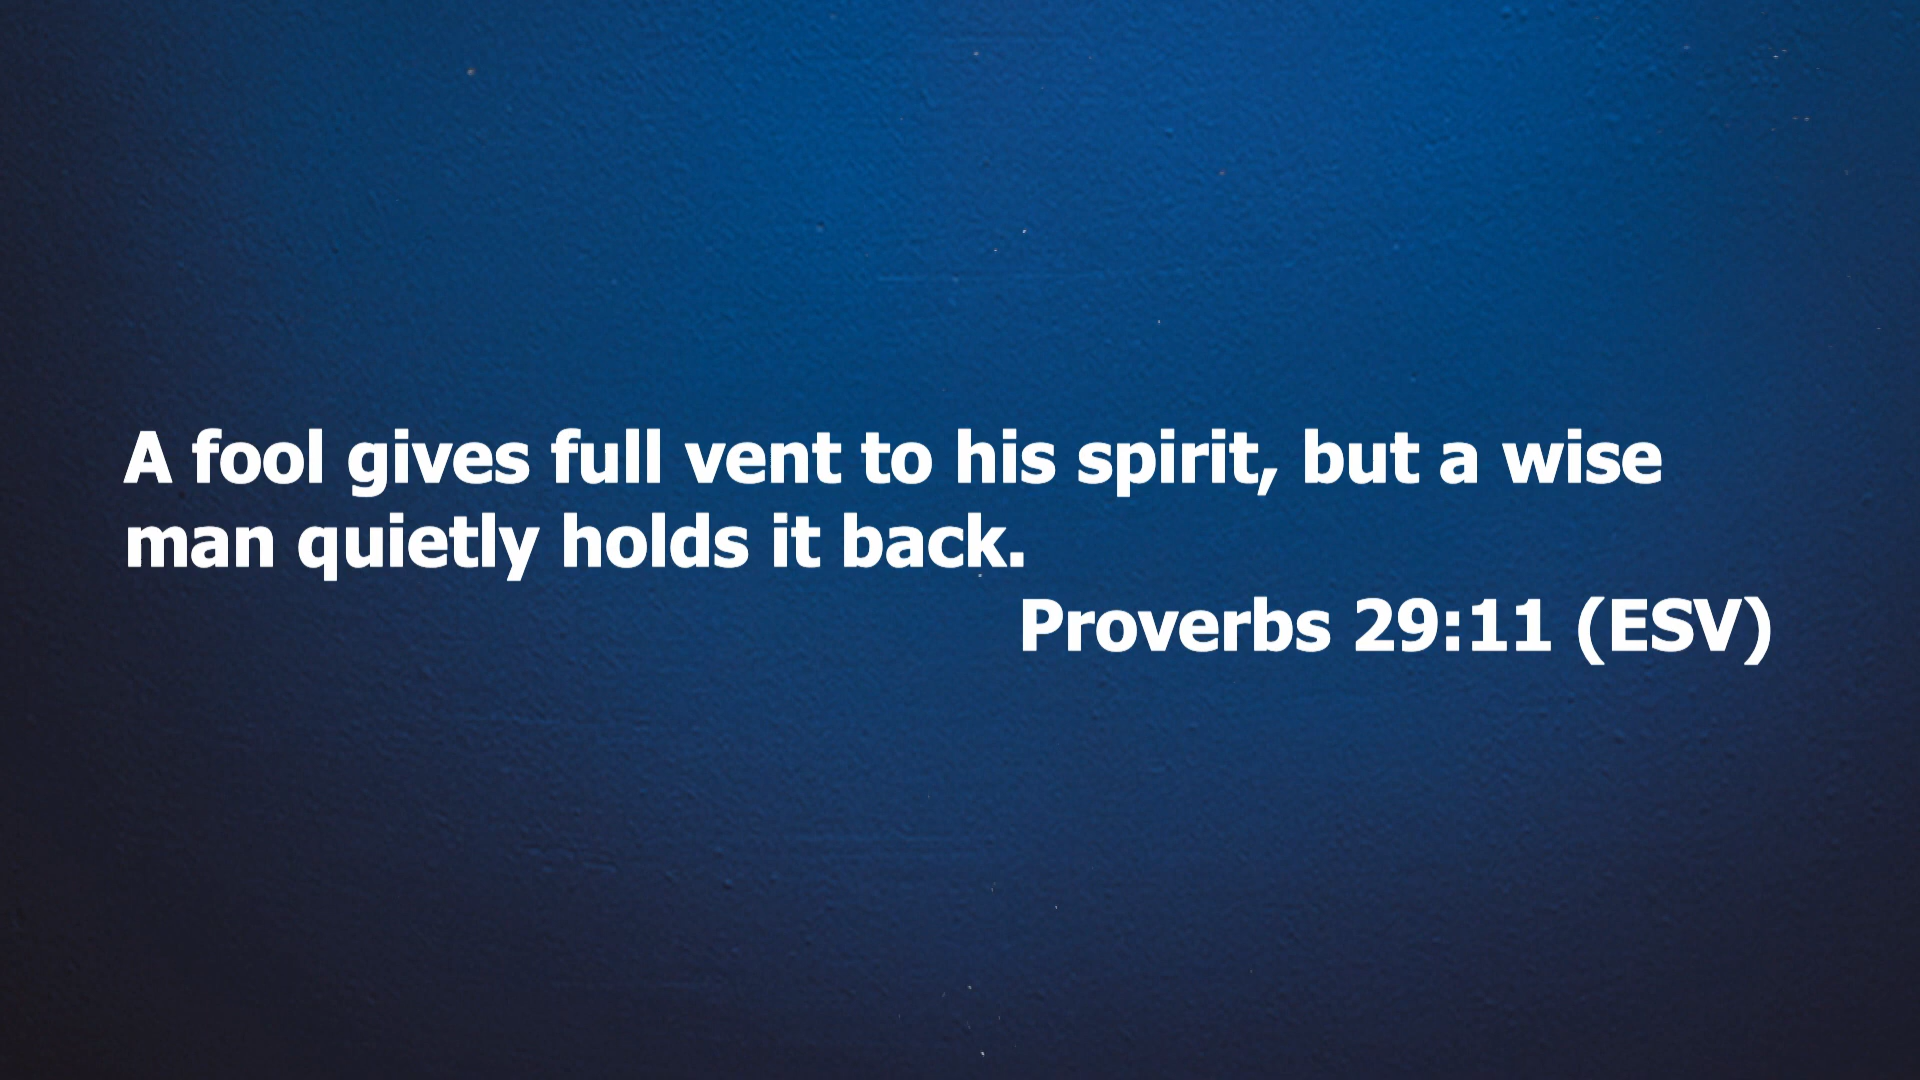 A fool gives full vent to his spirit, but a wise
man quietly holds it back.
Proverbs 29:11 (ESV)